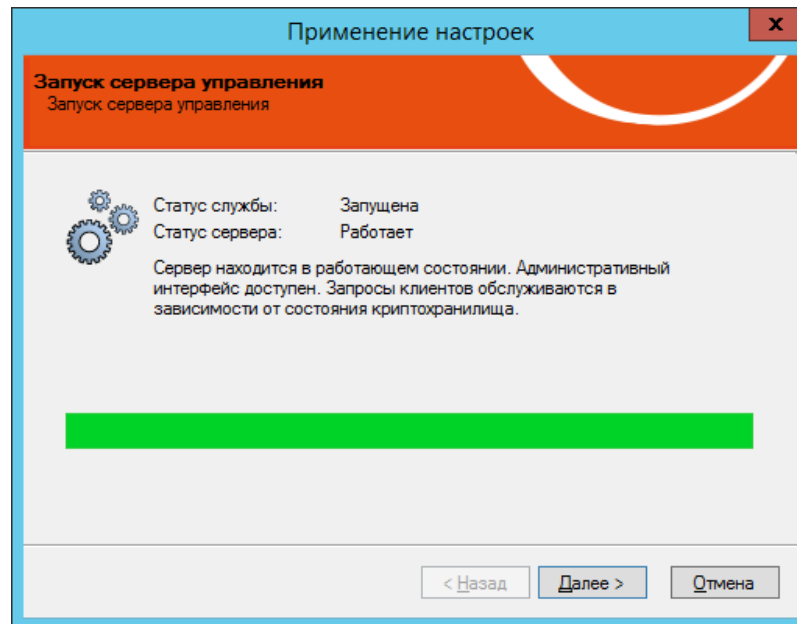 Применение настроек
x
Запуск сервера управления
Запуск сервера управления
Статус службы: Запущена
Статус сервера: Работает
Сервер находится в работающем состоянии. Административный
интерфейс доступен. Запросы клиентов обслуживаются в
зависимости от состояния криптохранилища.
< Назад Далее > Отмена